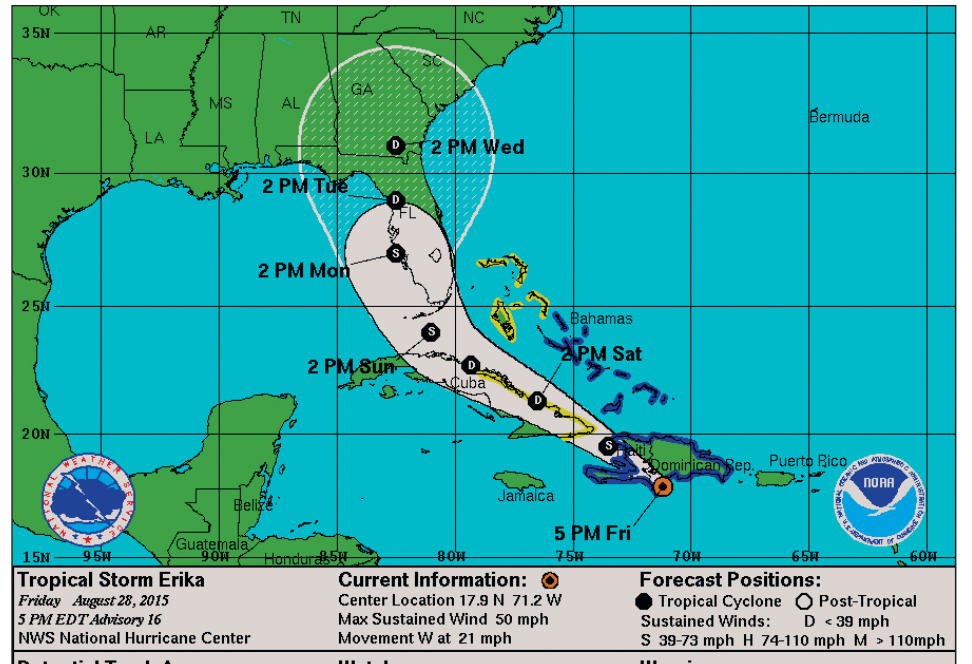 OK
TN
NC
35N
AR
SC
MS
AL
GA
Bermuda
LA
2 PM Wed
30N
2 PM Tue
FL
2 PM Mon
S
D
25N
Bahamas
2 PM Sat
2 PM Sun
Cuba
20N
Haiti
Dominican Rep.
Puerto Rico
NATIONAL WEATHER SERVICE
NOAA
Jamaica
Belize
5 PM Fri
Guatemala
Honduras
15N
95W
90N
85W
80W
75W
70W
60W
Tropical Storm Erika
Friday August 28, 2015
5 PM EDT Advisory 16
NWS National Hurricane Center
Current Information:
Center Location 17.9 N 71.2 W
Max Sustained Wind 50 mph
Movement W at 21 mph
Forecast Positions:
Tropical Cyclone Post-Tropical
Sustained Winds: D < 39 mph
S 39-73 mph H 74-110 mph M > 110mph